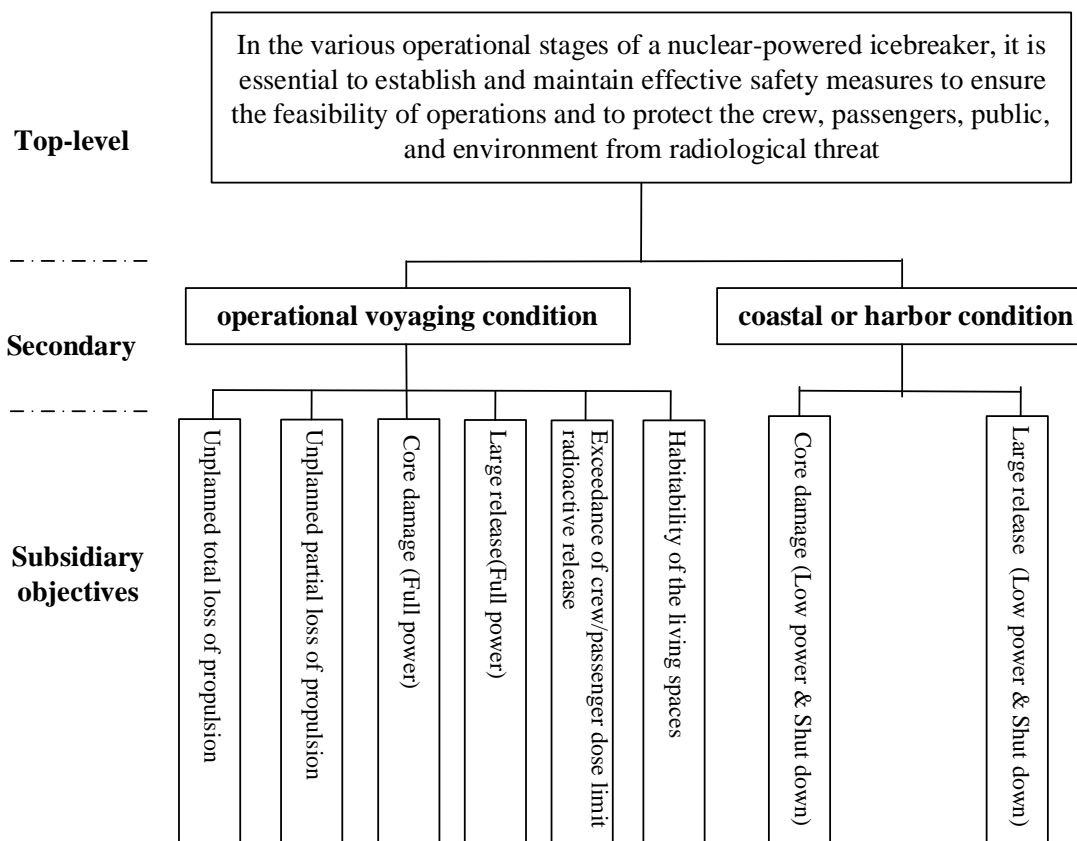 In the various operational stages of a nuclear-powered icebreaker, it is
essential to establish and maintain effective safety measures to ensure
the feasibility of operations and to protect the crew, passengers, public,
and environment from radiological threat
Top-level
operational voyaging condition
coastal or harbor condition
Secondary
Subsidiary
objectives
Unplanned total loss of propulsion
Unplanned partial loss of propulsion
Core damage (Full power)
Large release(Full power)
Exceedance of crew/passenger dose limit
radioactive release
Habitability of the living spaces
Core damage (Low power & Shut down)
Large release (Low power & Shut down)